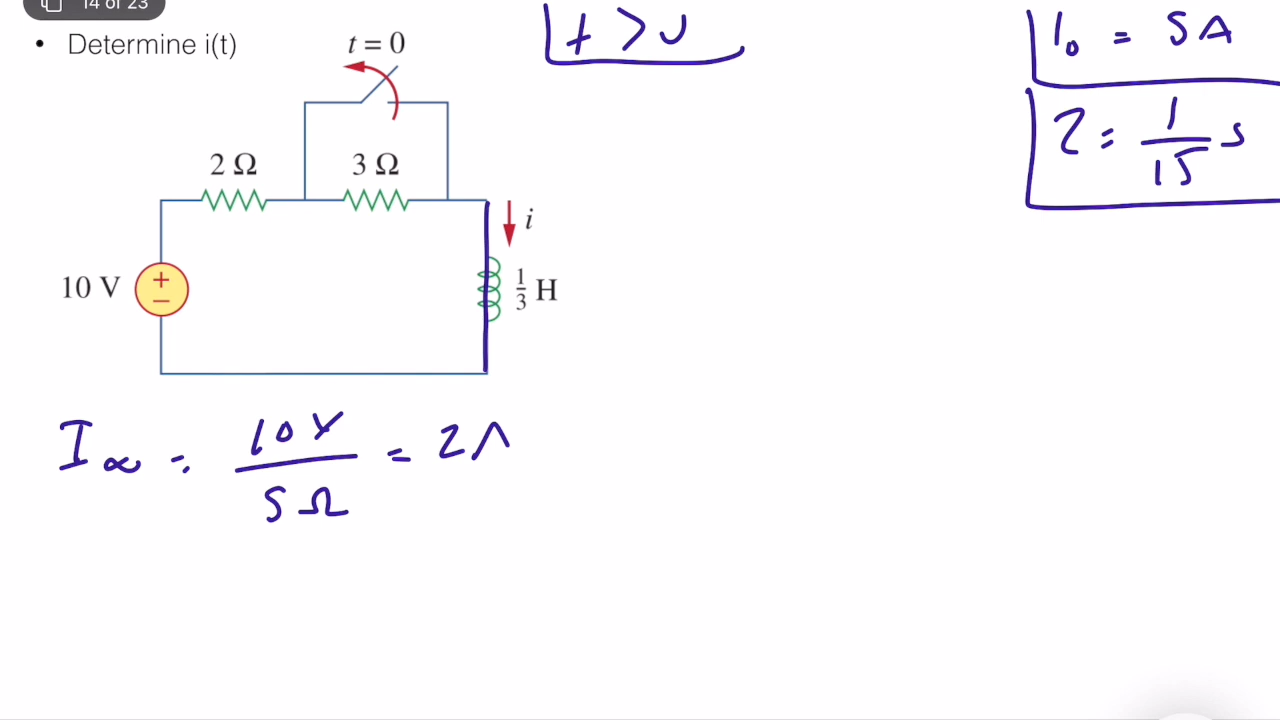 14 of 23
• Determine i(t)
t = 0
t > 0
I₀ = 5A
τ = 1/15 s
2 Ω
3 Ω
i
10 V
+
−
1/3 H
I∞ = 10V/5Ω = 2A